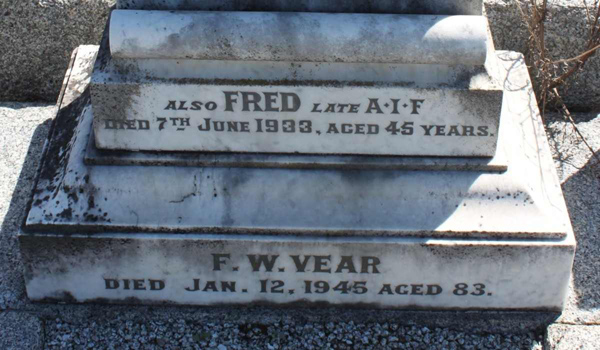 ALSO FRED LATE A·I·F
DIED 7TH JUNE 1933, AGED 45 YEARS.
F. W. VEAR
DIED JAN. 12, 1945 AGED 83.